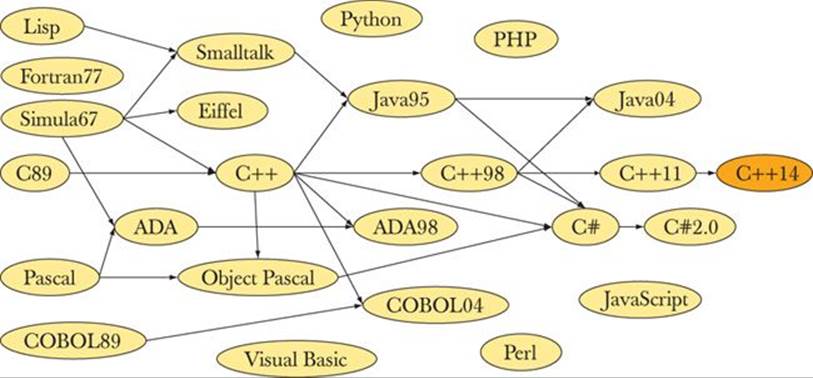 Lisp
Python
PHP
Smalltalk
Fortran77
Simula67
Eiffel
Java95
Java04
C89
C++
C++98
C++11
C++14
ADA
ADA98
C#
C#2.0
Pascal
Object Pascal
COBOL04
JavaScript
COBOL89
Visual Basic
Perl